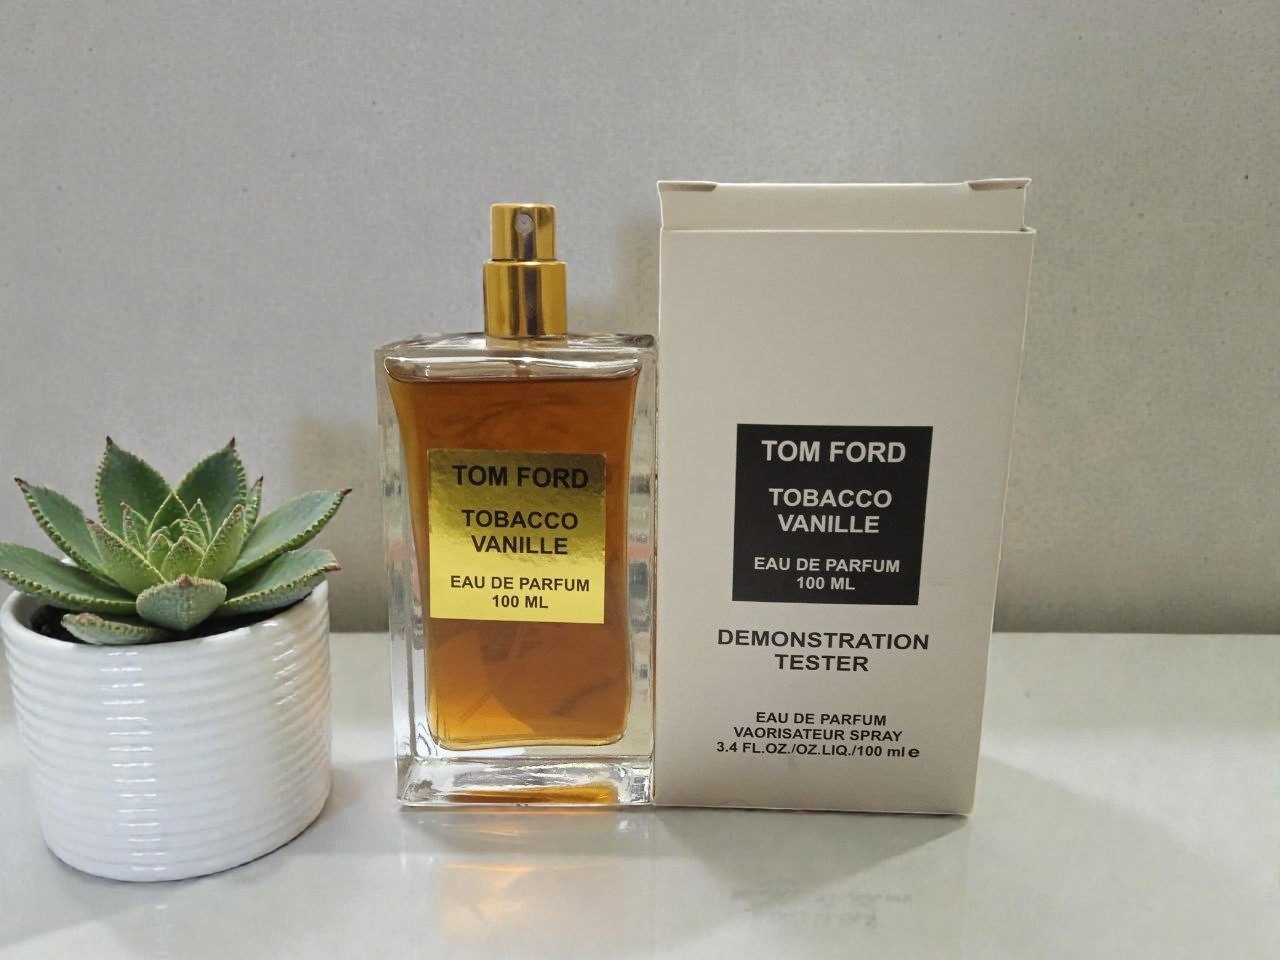 TOM FORD
TOBACCO
VANILLE
EAU DE PARFUM
100 ML
TOM FORD
TOBACCO
VANILLE
EAU DE PARFUM
100 ML
DEMONSTRATION
TESTER
EAU DE PARFUM
VAORISATEUR SPRAY
3.4 FL.OZ./OZ.LIQ./100 ml e